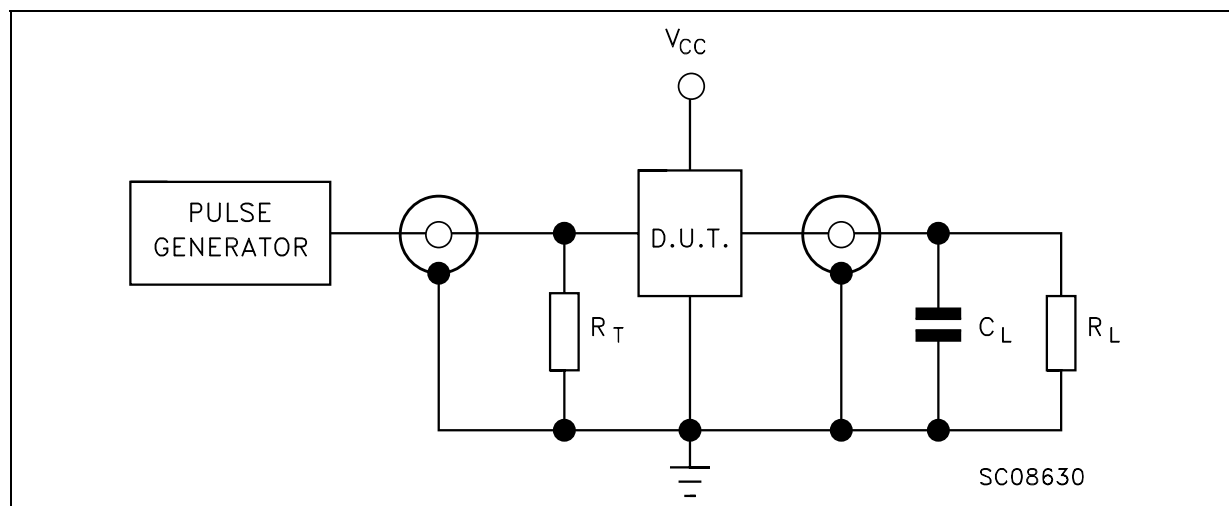 VCC
PULSE
GENERATOR
D.U.T.
RT
CL
RL
SC08630